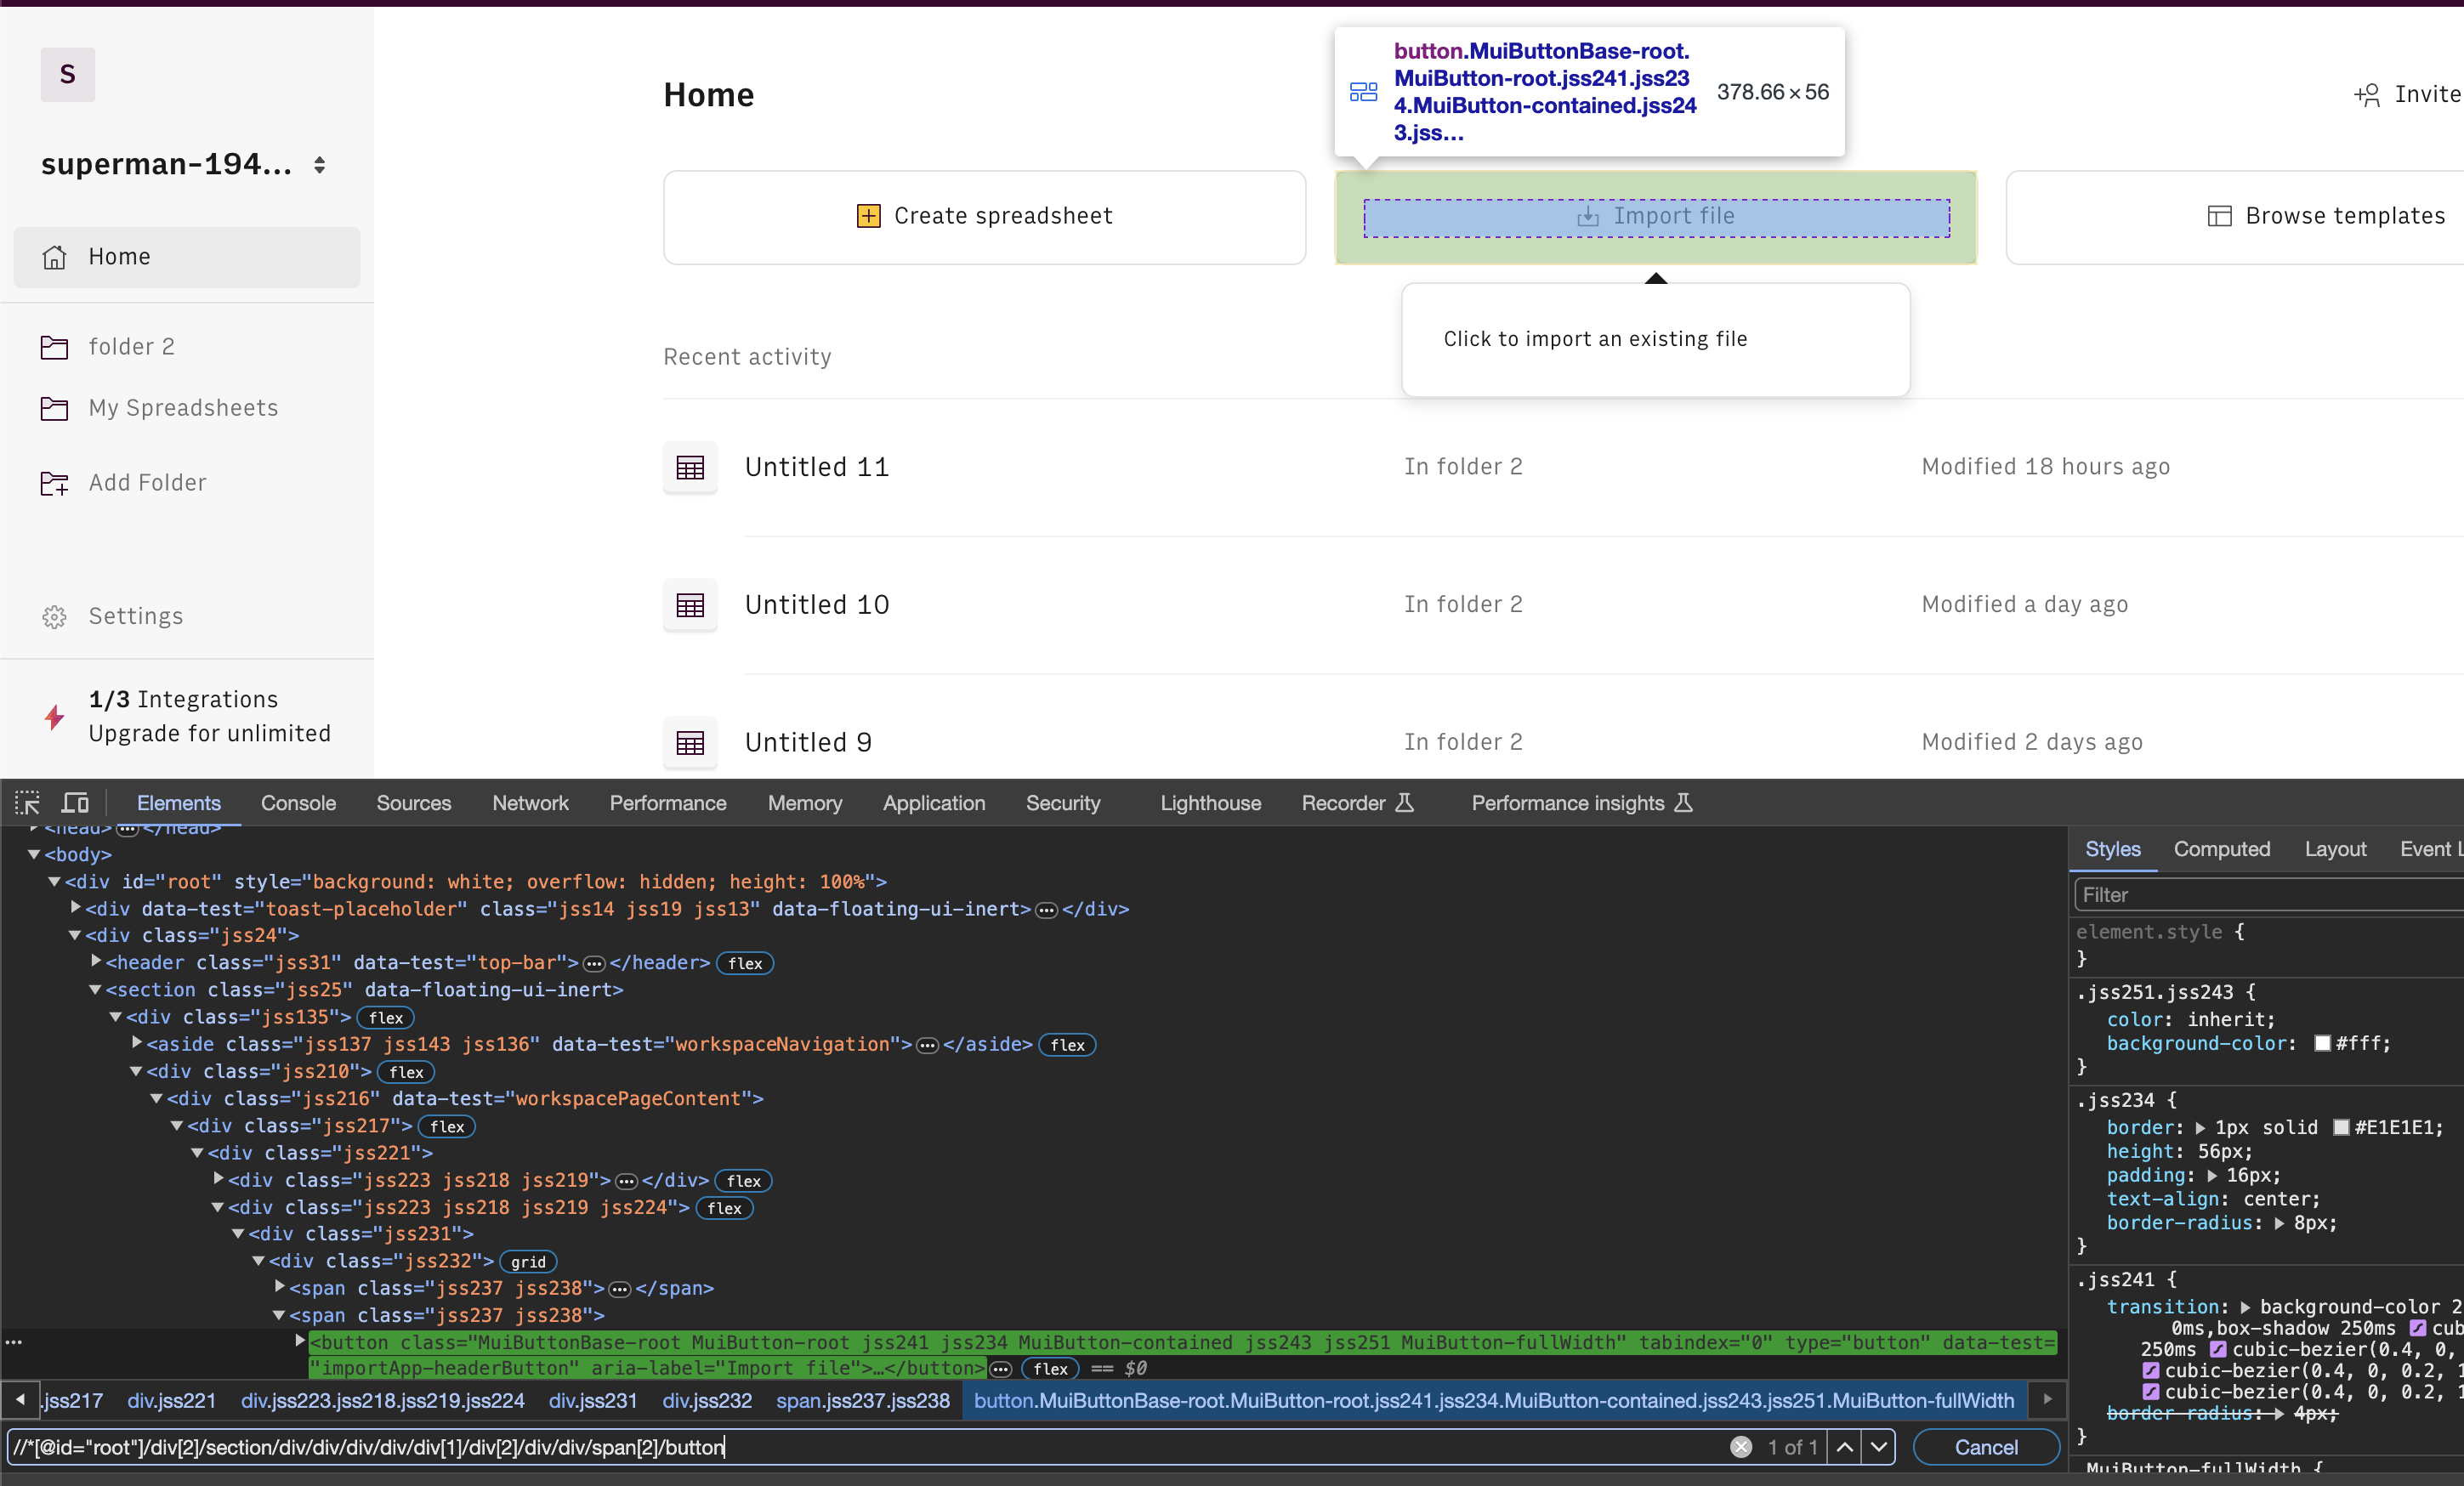 S
superman-194...
Home
folder 2
My Spreadsheets
Add Folder
Settings
1/3 Integrations
Upgrade for unlimited
Home
Invite
button.MuiButtonBase-root.
MuiButton-root.jss241.jss23
4.MuiButton-contained.jss24
3.jss...
378.66 × 56
Create spreadsheet
Import file
Browse templates
Click to import an existing file
Recent activity
Untitled 11 In folder 2 Modified 18 hours ago
Untitled 10 In folder 2 Modified a day ago
Untitled 9 In folder 2 Modified 2 days ago
Elements Console Sources Network Performance Memory Application Security Lighthouse Recorder Performance insights
<head>…</head>
<body>
<div id="root" style="background: white; overflow: hidden; height: 100%">
<div data-test="toast-placeholder" class="jss14 jss19 jss13" data-floating-ui-inert>…</div>
<div class="jss24">
<header class="jss31" data-test="top-bar">…</header> flex
<section class="jss25" data-floating-ui-inert>
<div class="jss135"> flex
<aside class="jss137 jss143 jss136" data-test="workspaceNavigation">…</aside> flex
<div class="jss210"> flex
<div class="jss216" data-test="workspacePageContent">
<div class="jss217"> flex
<div class="jss221">
<div class="jss223 jss218 jss219">…</div> flex
<div class="jss223 jss218 jss219 jss224"> flex
<div class="jss231">
<div class="jss232"> grid
<span class="jss237 jss238">…</span>
<span class="jss237 jss238">
<button class="MuiButtonBase-root MuiButton-root jss241 jss234 MuiButton-contained jss243 jss251 MuiButton-fullWidth" tabindex="0" type="button" data-test=
"importApp-headerButton" aria-label="Import file">…</button> … flex == $0
.jss217 div.jss221 div.jss223.jss218.jss219.jss224 div.jss231 div.jss232 span.jss237.jss238 button.MuiButtonBase-root.MuiButton-root.jss241.jss234.MuiButton-contained.jss243.jss251.MuiButton-fullWidth
//*[@id="root"]/div[2]/section/div/div/div/div/div[1]/div[2]/div/div/span[2]/button
1 of 1
Cancel
Styles Computed Layout Event L
Filter
element.style {
}
.jss251.jss243 {
color: inherit;
background-color: #fff;
}
.jss234 {
border: 1px solid #E1E1E1;
height: 56px;
padding: 16px;
text-align: center;
border-radius: 8px;
}
.jss241 {
transition: background-color 2
0ms,box-shadow 250ms cub
250ms cubic-bezier(0.4, 0,
cubic-bezier(0.4, 0, 0.2, 1
cubic-bezier(0.4, 0, 0.2, 1
border-radius: 4px;
}
.MuiButton-fullWidth {